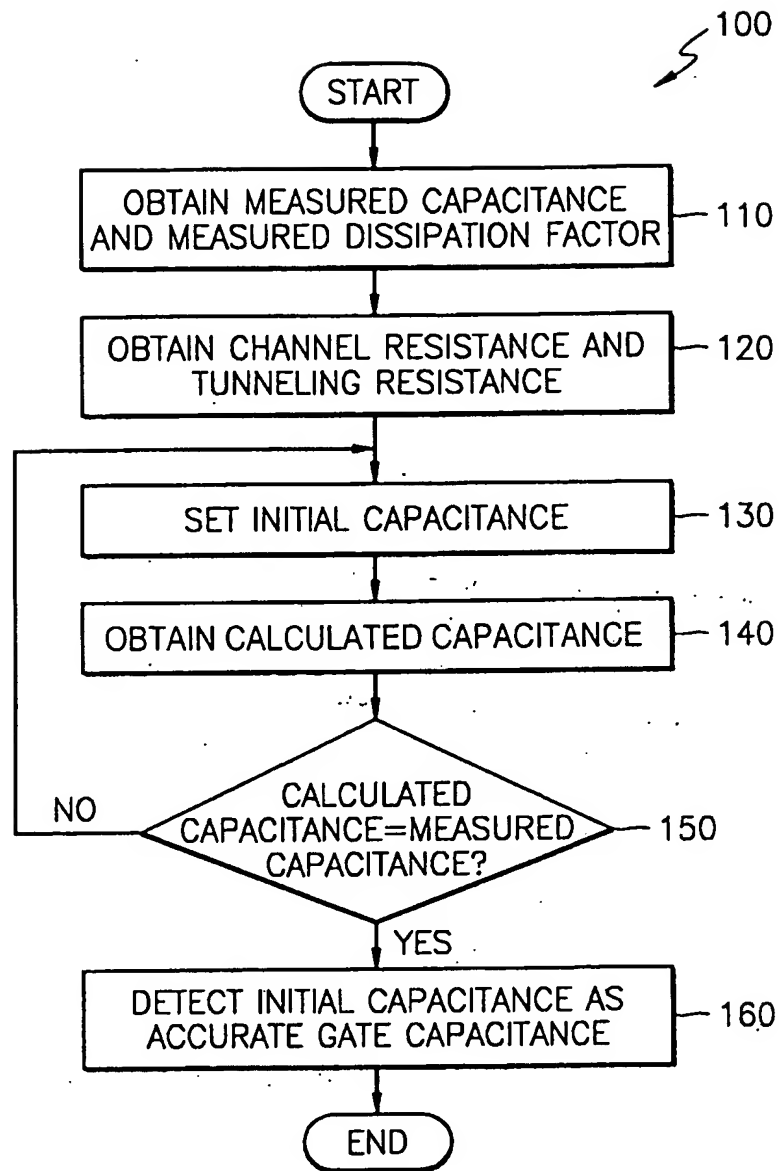 100
START
OBTAIN MEASURED CAPACITANCE
AND MEASURED DISSIPATION FACTOR
110
OBTAIN CHANNEL RESISTANCE AND
TUNNELING RESISTANCE
120
SET INITIAL CAPACITANCE
130
OBTAIN CALCULATED CAPACITANCE
140
CALCULATED
CAPACITANCE=MEASURED
CAPACITANCE?
150
NO
YES
DETECT INITIAL CAPACITANCE AS
ACCURATE GATE CAPACITANCE
160
END